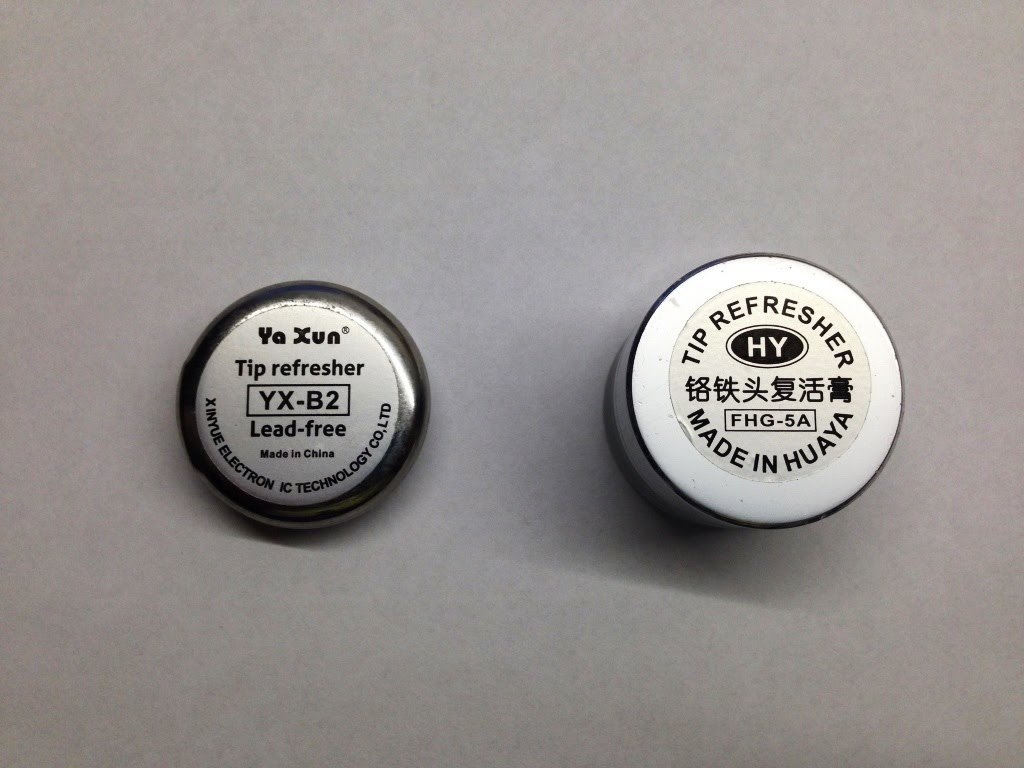 Ya Xun®
Tip refresher
YX-B2
Lead-free
Made in China
XINYUE ELECTRON IC TECHNOLOGY CO,LTD
TIP REFRESHER
HY
铬铁头复活膏
FHG-5A
MADE IN HUAYA